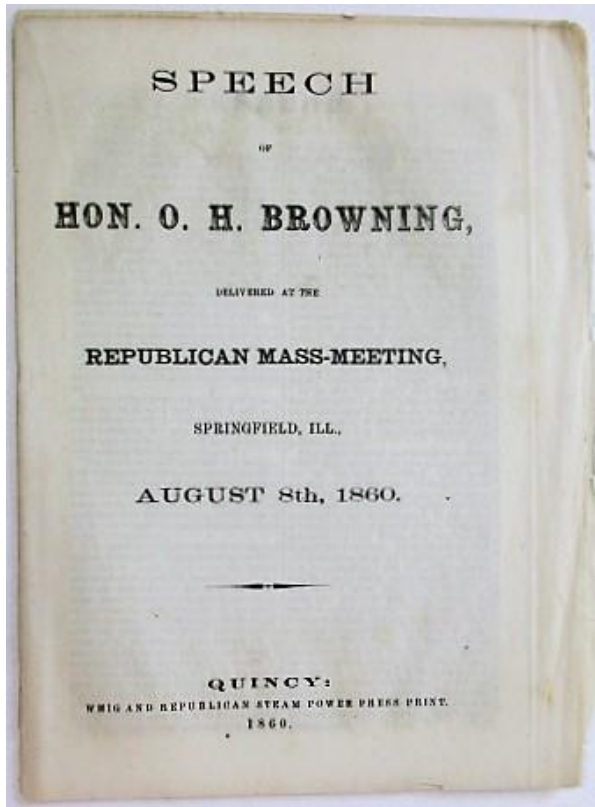 SPEECH
OF
HON. O. H. BROWNING,
DELIVERED AT THE
REPUBLICAN MASS-MEETING,
SPRINGFIELD, ILL.,
AUGUST 8th, 1860.
QUINCY:
WHIG AND REPUBLICAN STEAM POWER PRESS PRINT.
1860.